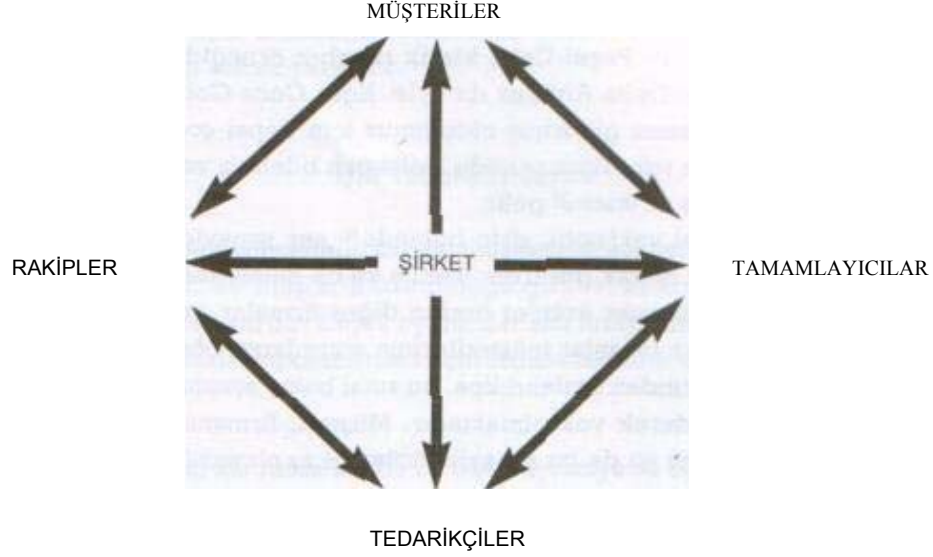 MÜŞTERİLER
RAKİPLER
ŞİRKET
TAMAMLAYICILAR
TEDARİKÇİLER